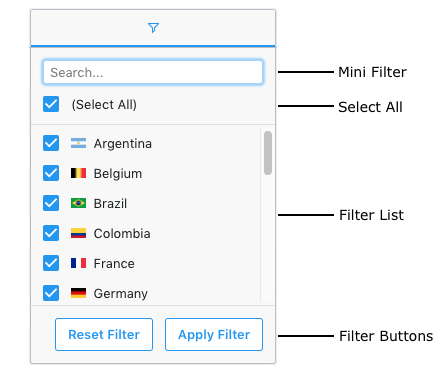 Search...
Mini Filter
(Select All)
Select All
Argentina
Belgium
Brazil
Colombia
France
Germany
Filter List
Reset Filter
Apply Filter
Filter Buttons